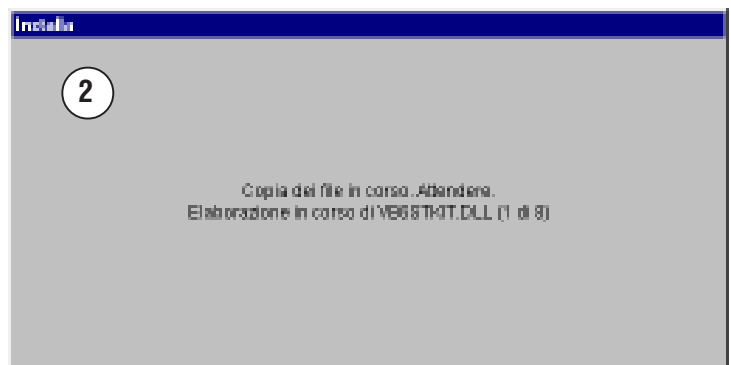 Installa
2
Copia dei file in corso. Attendere.
Elaborazione in corso di VB6STKIT.DLL (1 di 8)